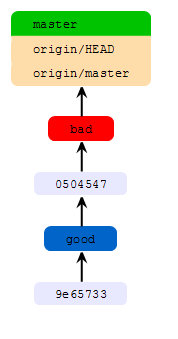 master
origin/HEAD
origin/master
bad
0504547
good
9e65733